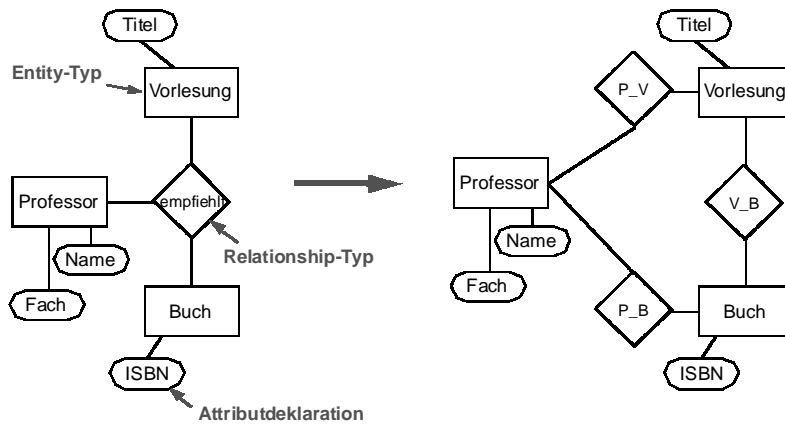 Titel
Entity-Typ
Vorlesung
Professor
empfiehlt
Name
Relationship-Typ
Fach
Buch
ISBN
Attributdeklaration
Titel
P_V
Vorlesung
Professor
V_B
Name
Fach
P_B
Buch
ISBN